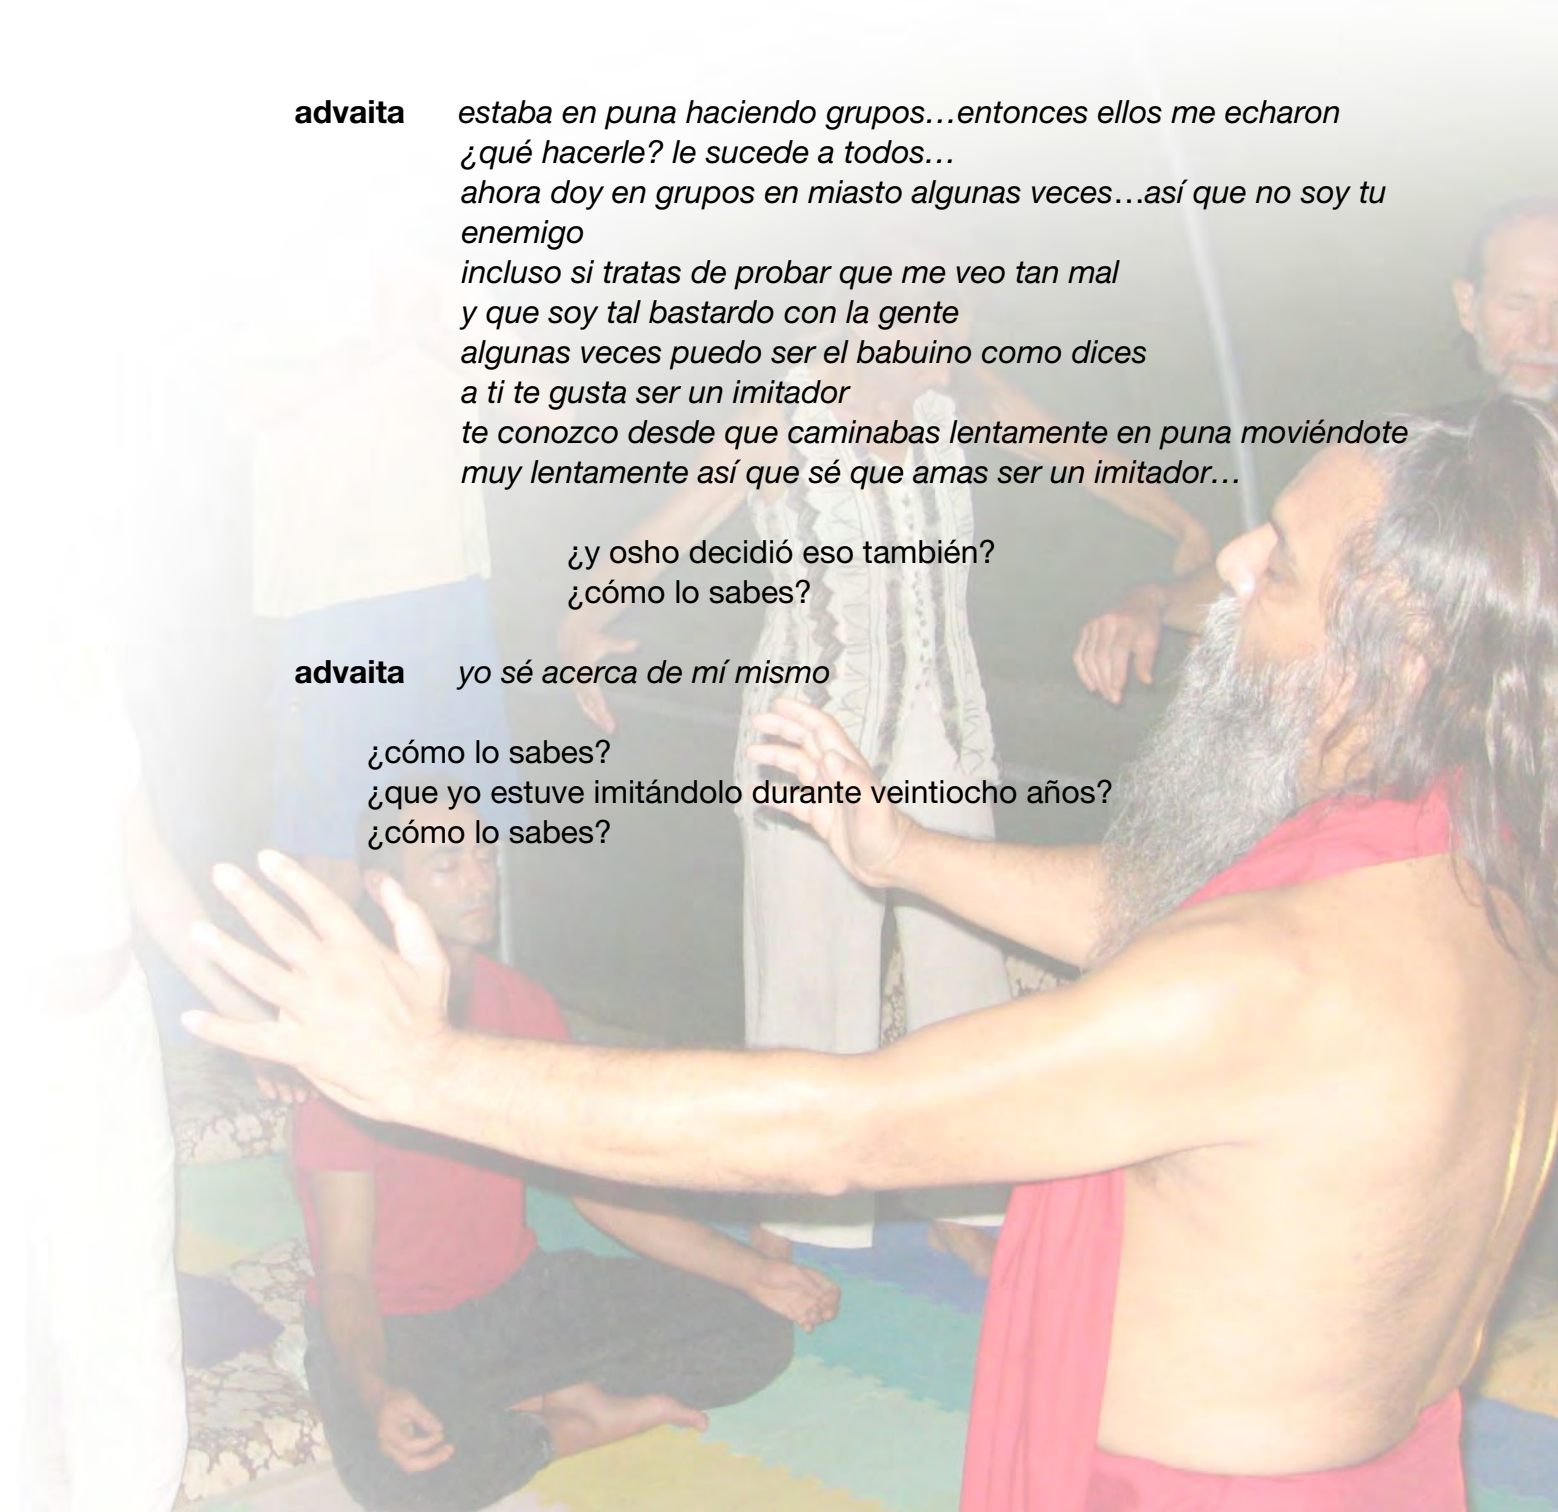 advaita estaba en puna haciendo grupos…entonces ellos me echaron
¿qué hacerle? le sucede a todos…
ahora doy en grupos en miasto algunas veces…así que no soy tu
enemigo
incluso si tratas de probar que me veo tan mal
y que soy tal bastardo con la gente
algunas veces puedo ser el babuino como dices
a ti te gusta ser un imitador
te conozco desde que caminabas lentamente en puna moviéndote
muy lentamente así que sé que amas ser un imitador…
¿y osho decidió eso también?
¿cómo lo sabes?
advaita yo sé acerca de mí mismo
¿cómo lo sabes?
¿que yo estuve imitándolo durante veintiocho años?
¿cómo lo sabes?